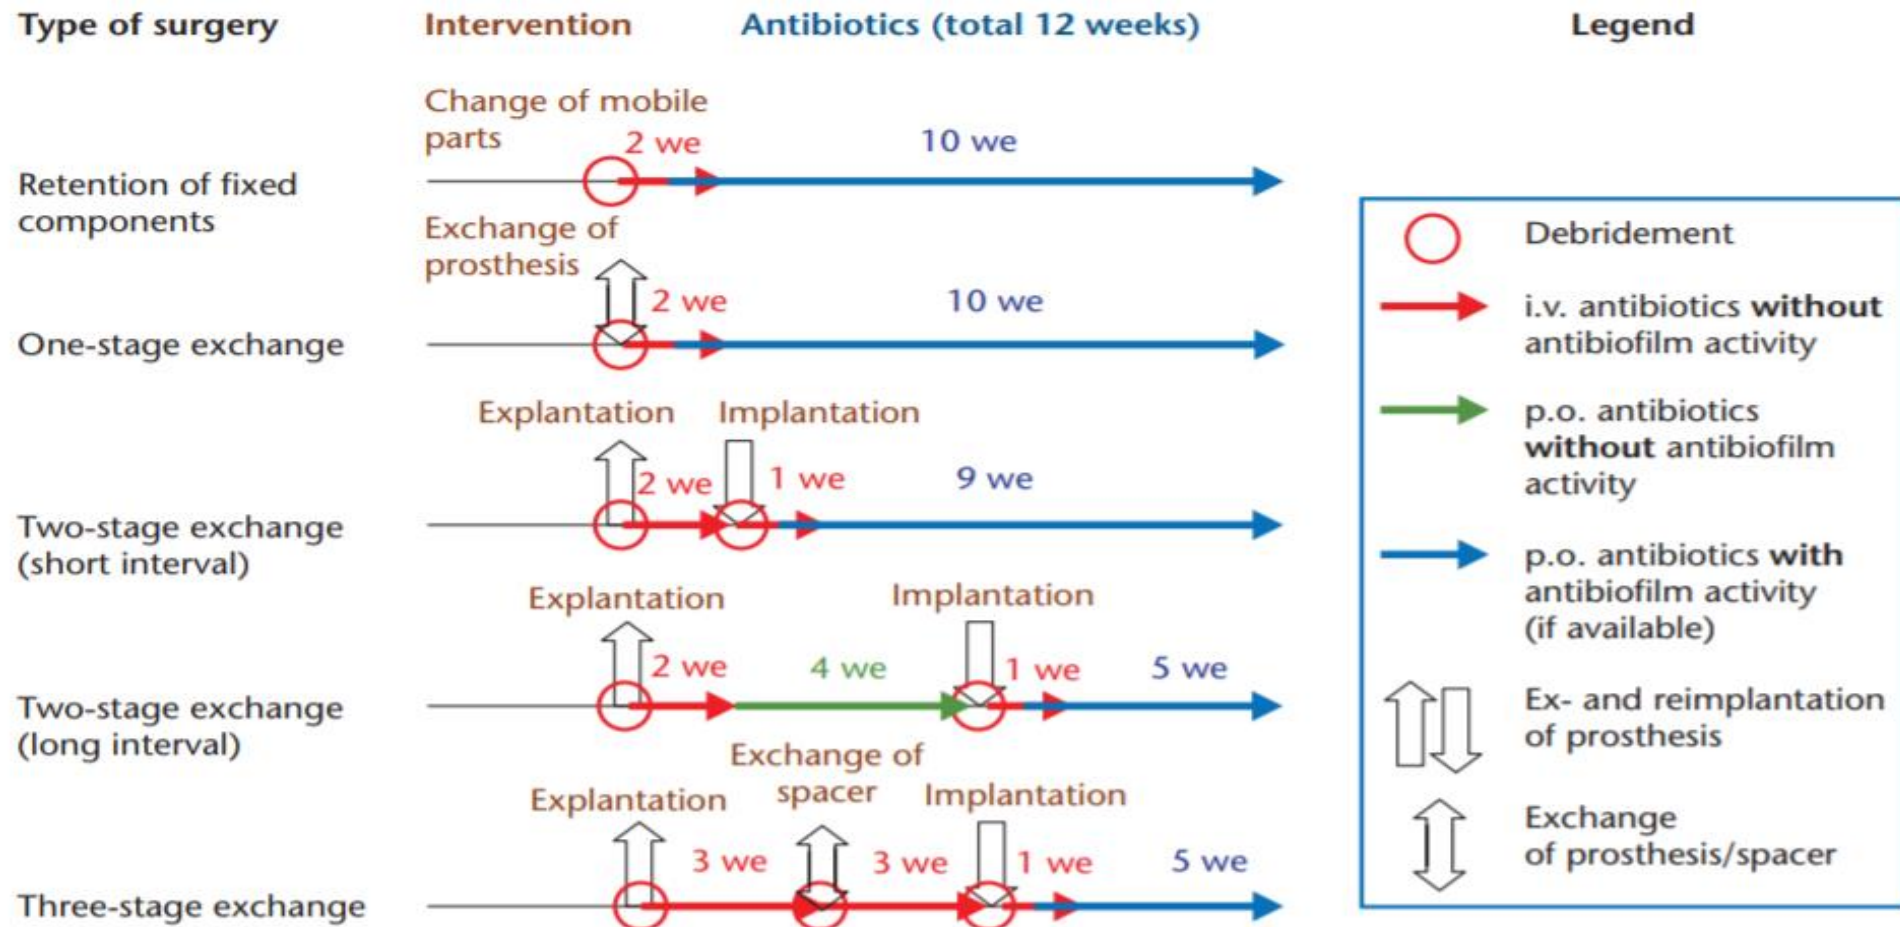 Type of surgery
Intervention
Antibiotics (total 12 weeks)
Legend
Change of mobile
parts
2 we
10 we
Retention of fixed
components
Exchange of
prosthesis
2 we
10 we
One-stage exchange
Explantation
Implantation
2 we
1 we
9 we
Two-stage exchange
(short interval)
Explantation
Implantation
2 we
4 we
1 we
5 we
Two-stage exchange
(long interval)
Explantation
Exchange of
spacer
Implantation
3 we
3 we
1 we
5 we
Three-stage exchange
Debridement
i.v. antibiotics without
antibiofilm activity
p.o. antibiotics
without antibiofilm
activity
p.o. antibiotics with
antibiofilm activity
(if available)
Ex- and reimplantation
of prosthesis
Exchange
of prosthesis/spacer